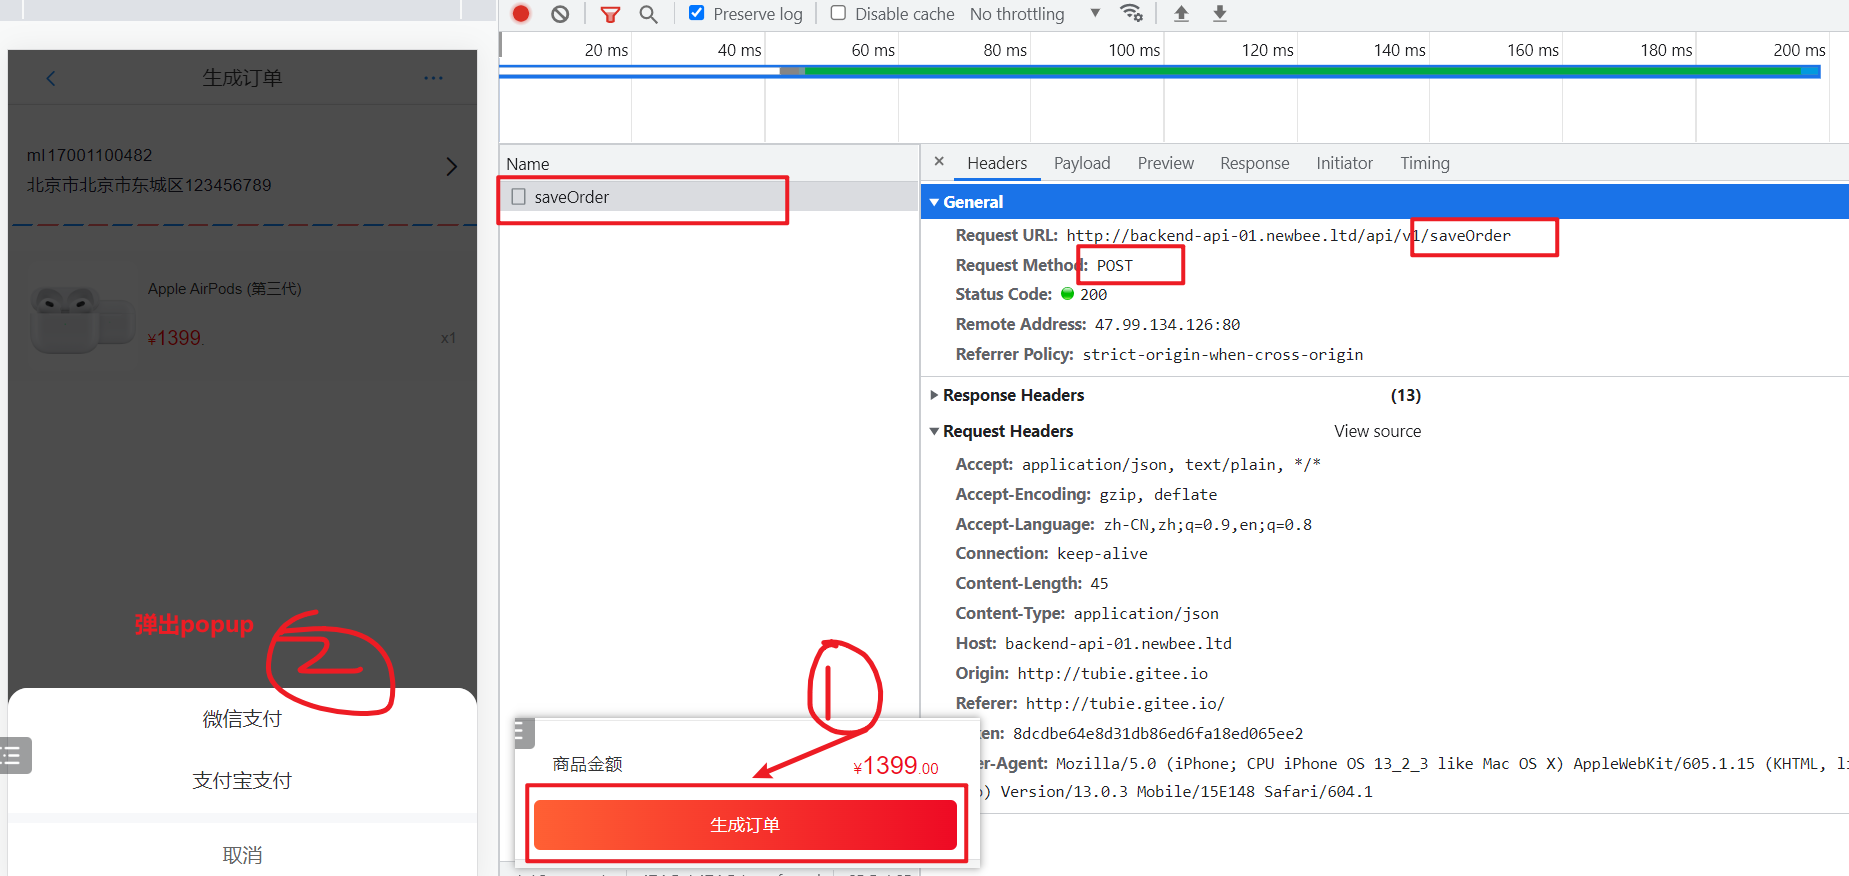 Preserve log
Disable cache
No throttling
20 ms
40 ms
60 ms
80 ms
100 ms
120 ms
140 ms
160 ms
180 ms
200 ms
生成订单
ml17001100482
北京市北京市东城区123456789
Apple AirPods (第三代)
¥1399.
x1
弹出popup
2
微信支付
支付宝支付
取消
Name
saveOrder
1
商品金额
¥1399.00
生成订单
Headers
Payload
Preview
Response
Initiator
Timing
General
Request URL: http://backend-api-01.newbee.ltd/api/v1/saveOrder
Request Method: POST
Status Code: 200
Remote Address: 47.99.134.126:80
Referrer Policy: strict-origin-when-cross-origin
Response Headers (13)
Request Headers View source
Accept: application/json, text/plain, */*
Accept-Encoding: gzip, deflate
Accept-Language: zh-CN,zh;q=0.9,en;q=0.8
Connection: keep-alive
Content-Length: 45
Content-Type: application/json
Host: backend-api-01.newbee.ltd
Origin: http://tubie.gitee.io
Referer: http://tubie.gitee.io/
en: 8dcdbe64e8d31db86ed6fa18ed065ee2
er-Agent: Mozilla/5.0 (iPhone; CPU iPhone OS 13_2_3 like Mac OS X) AppleWebKit/605.1.15 (KHTML, li
) Version/13.0.3 Mobile/15E148 Safari/604.1